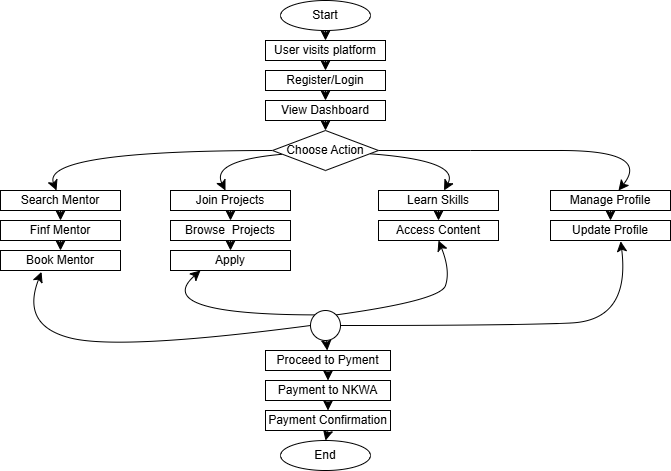 Start
User visits platform
Register/Login
View Dashboard
Choose Action
Search Mentor
Join Projects
Learn Skills
Manage Profile
Finf Mentor
Browse  Projects
Access Content
Update Profile
Book Mentor
Apply
Proceed to Pyment
Payment to NKWA
Payment Confirmation
End